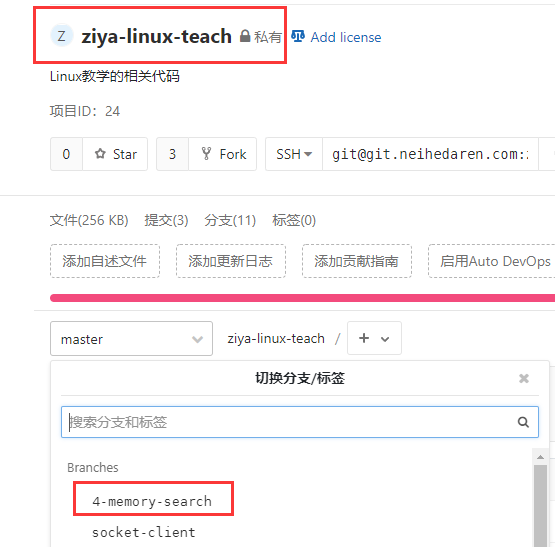 Z ziya-linux-teach 私有 Add license
Linux教学的相关代码
项目ID: 24
0 Star 3 Fork SSH git@git.neihedaren.com:
文件(256 KB) 提交(3) 分支(11) 标签(0)
添加自述文件 添加更新日志 添加贡献指南 启用Auto DevOps
master ziya-linux-teach / +
切换分支/标签 ×
搜索分支和标签
Branches
4-memory-search
socket-client